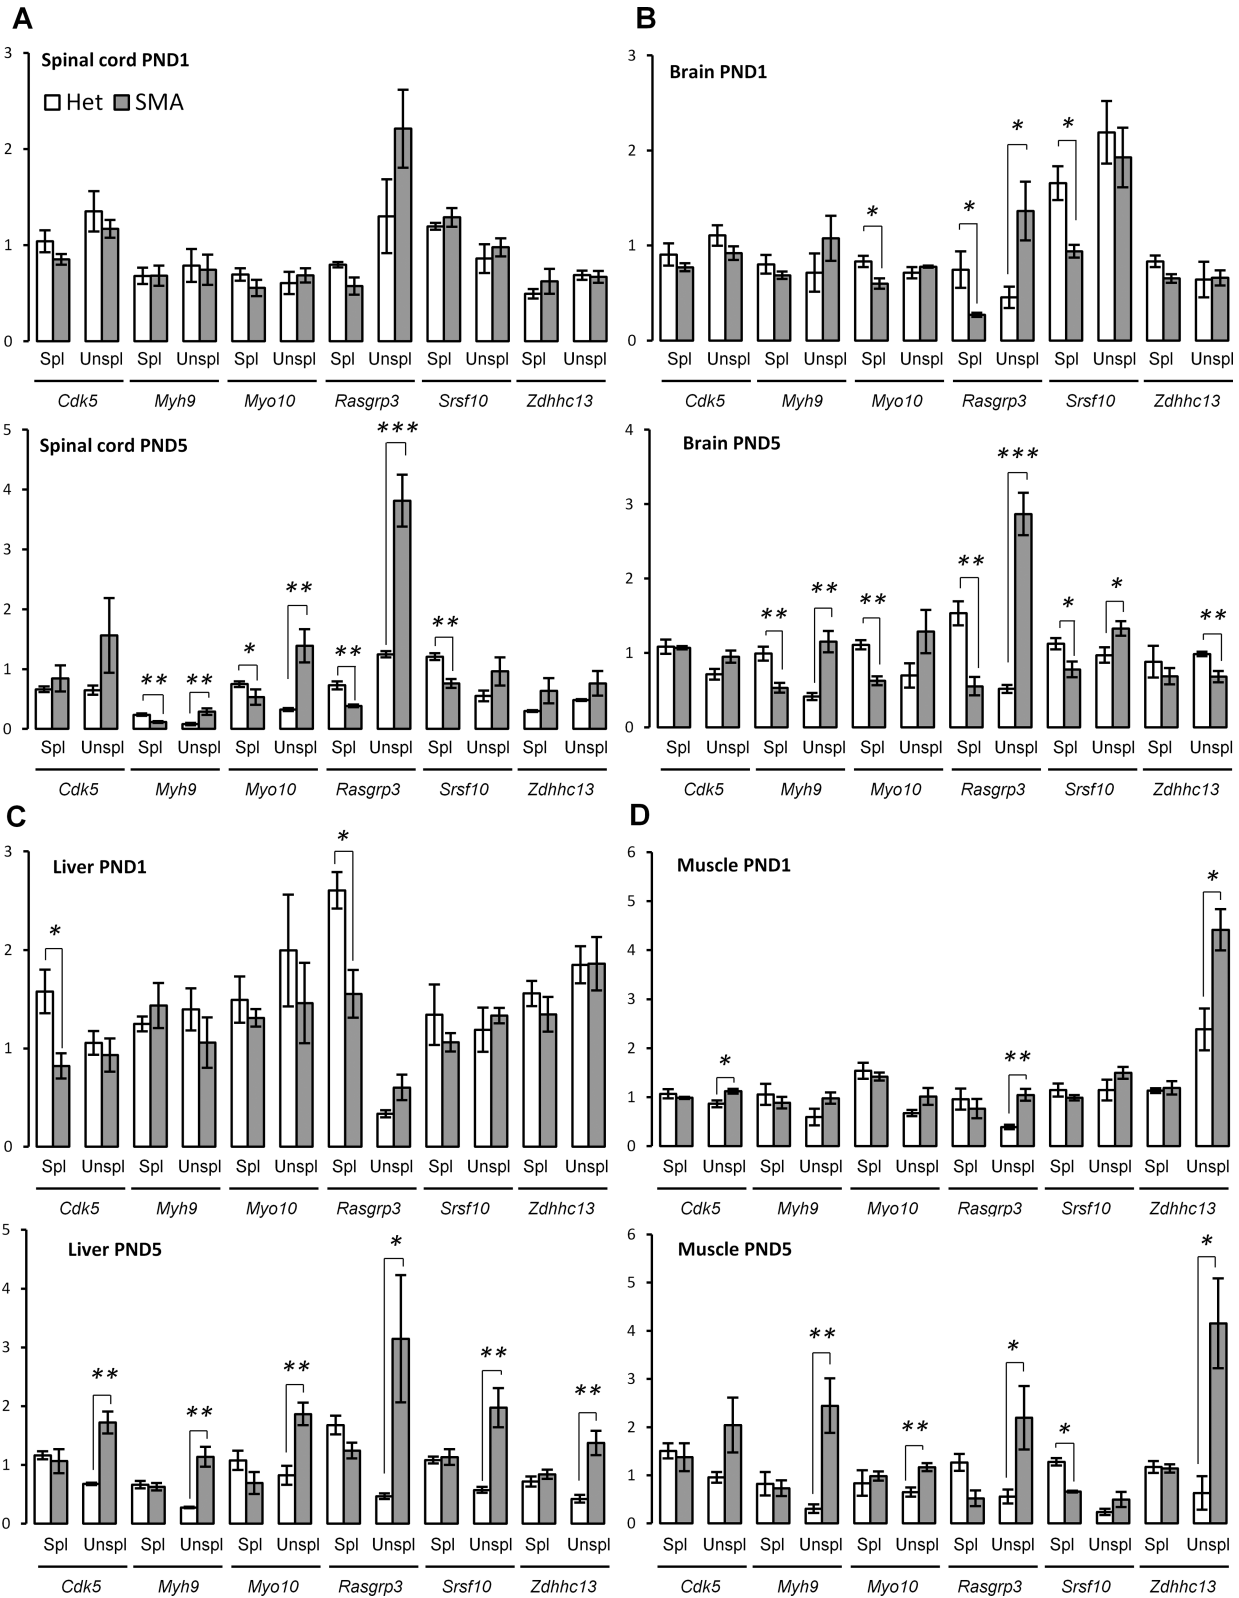 A
Spinal cord PND1
Het SMA
3
2
1
0
Spl Unspl Spl Unspl Spl Unspl Spl Unspl Spl Unspl Spl Unspl
Cdk5 Myh9 Myo10 Rasgrp3 Srsf10 Zdhhc13
B
Brain PND1
3
2
1
0
* * * *
Spl Unspl Spl Unspl Spl Unspl Spl Unspl Spl Unspl Spl Unspl
Cdk5 Myh9 Myo10 Rasgrp3 Srsf10 Zdhhc13
Spinal cord PND5
5
4
3
2
1
0
** ** * ** ** *** **
Spl Unspl Spl Unspl Spl Unspl Spl Unspl Spl Unspl Spl Unspl
Cdk5 Myh9 Myo10 Rasgrp3 Srsf10 Zdhhc13
Brain PND5
4
3
2
1
0
** ** ** ** *** * * **
Spl Unspl Spl Unspl Spl Unspl Spl Unspl Spl Unspl Spl Unspl
Cdk5 Myh9 Myo10 Rasgrp3 Srsf10 Zdhhc13
C
Liver PND1
3
2
1
0
* *
Spl Unspl Spl Unspl Spl Unspl Spl Unspl Spl Unspl Spl Unspl
Cdk5 Myh9 Myo10 Rasgrp3 Srsf10 Zdhhc13
D
Muscle PND1
6
5
4
3
2
1
0
* ** *
Spl Unspl Spl Unspl Spl Unspl Spl Unspl Spl Unspl Spl Unspl
Cdk5 Myh9 Myo10 Rasgrp3 Srsf10 Zdhhc13
Liver PND5
5
4
3
2
1
0
** ** ** * ** **
Spl Unspl Spl Unspl Spl Unspl Spl Unspl Spl Unspl Spl Unspl
Cdk5 Myh9 Myo10 Rasgrp3 Srsf10 Zdhhc13
Muscle PND5
6
5
4
3
2
1
0
** ** * * *
Spl Unspl Spl Unspl Spl Unspl Spl Unspl Spl Unspl Spl Unspl
Cdk5 Myh9 Myo10 Rasgrp3 Srsf10 Zdhhc13